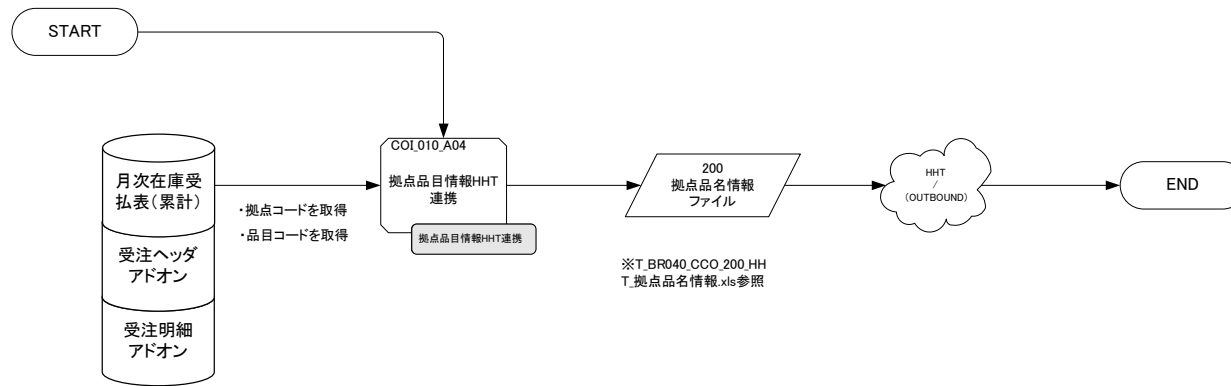 START
COI_010_A04
拠点品目情報HHT
連携
拠点品目情報HHT連携
月次在庫受
払表(累計)
受注ヘッダ
アドオン
受注明細
アドオン
・拠点コードを取得
・品目コードを取得
200
拠点品名情報
ファイル
※T_BR040_CCO_200_HH
T_拠点品名情報.xls参照
HHT
/
(OUTBOUND)
END